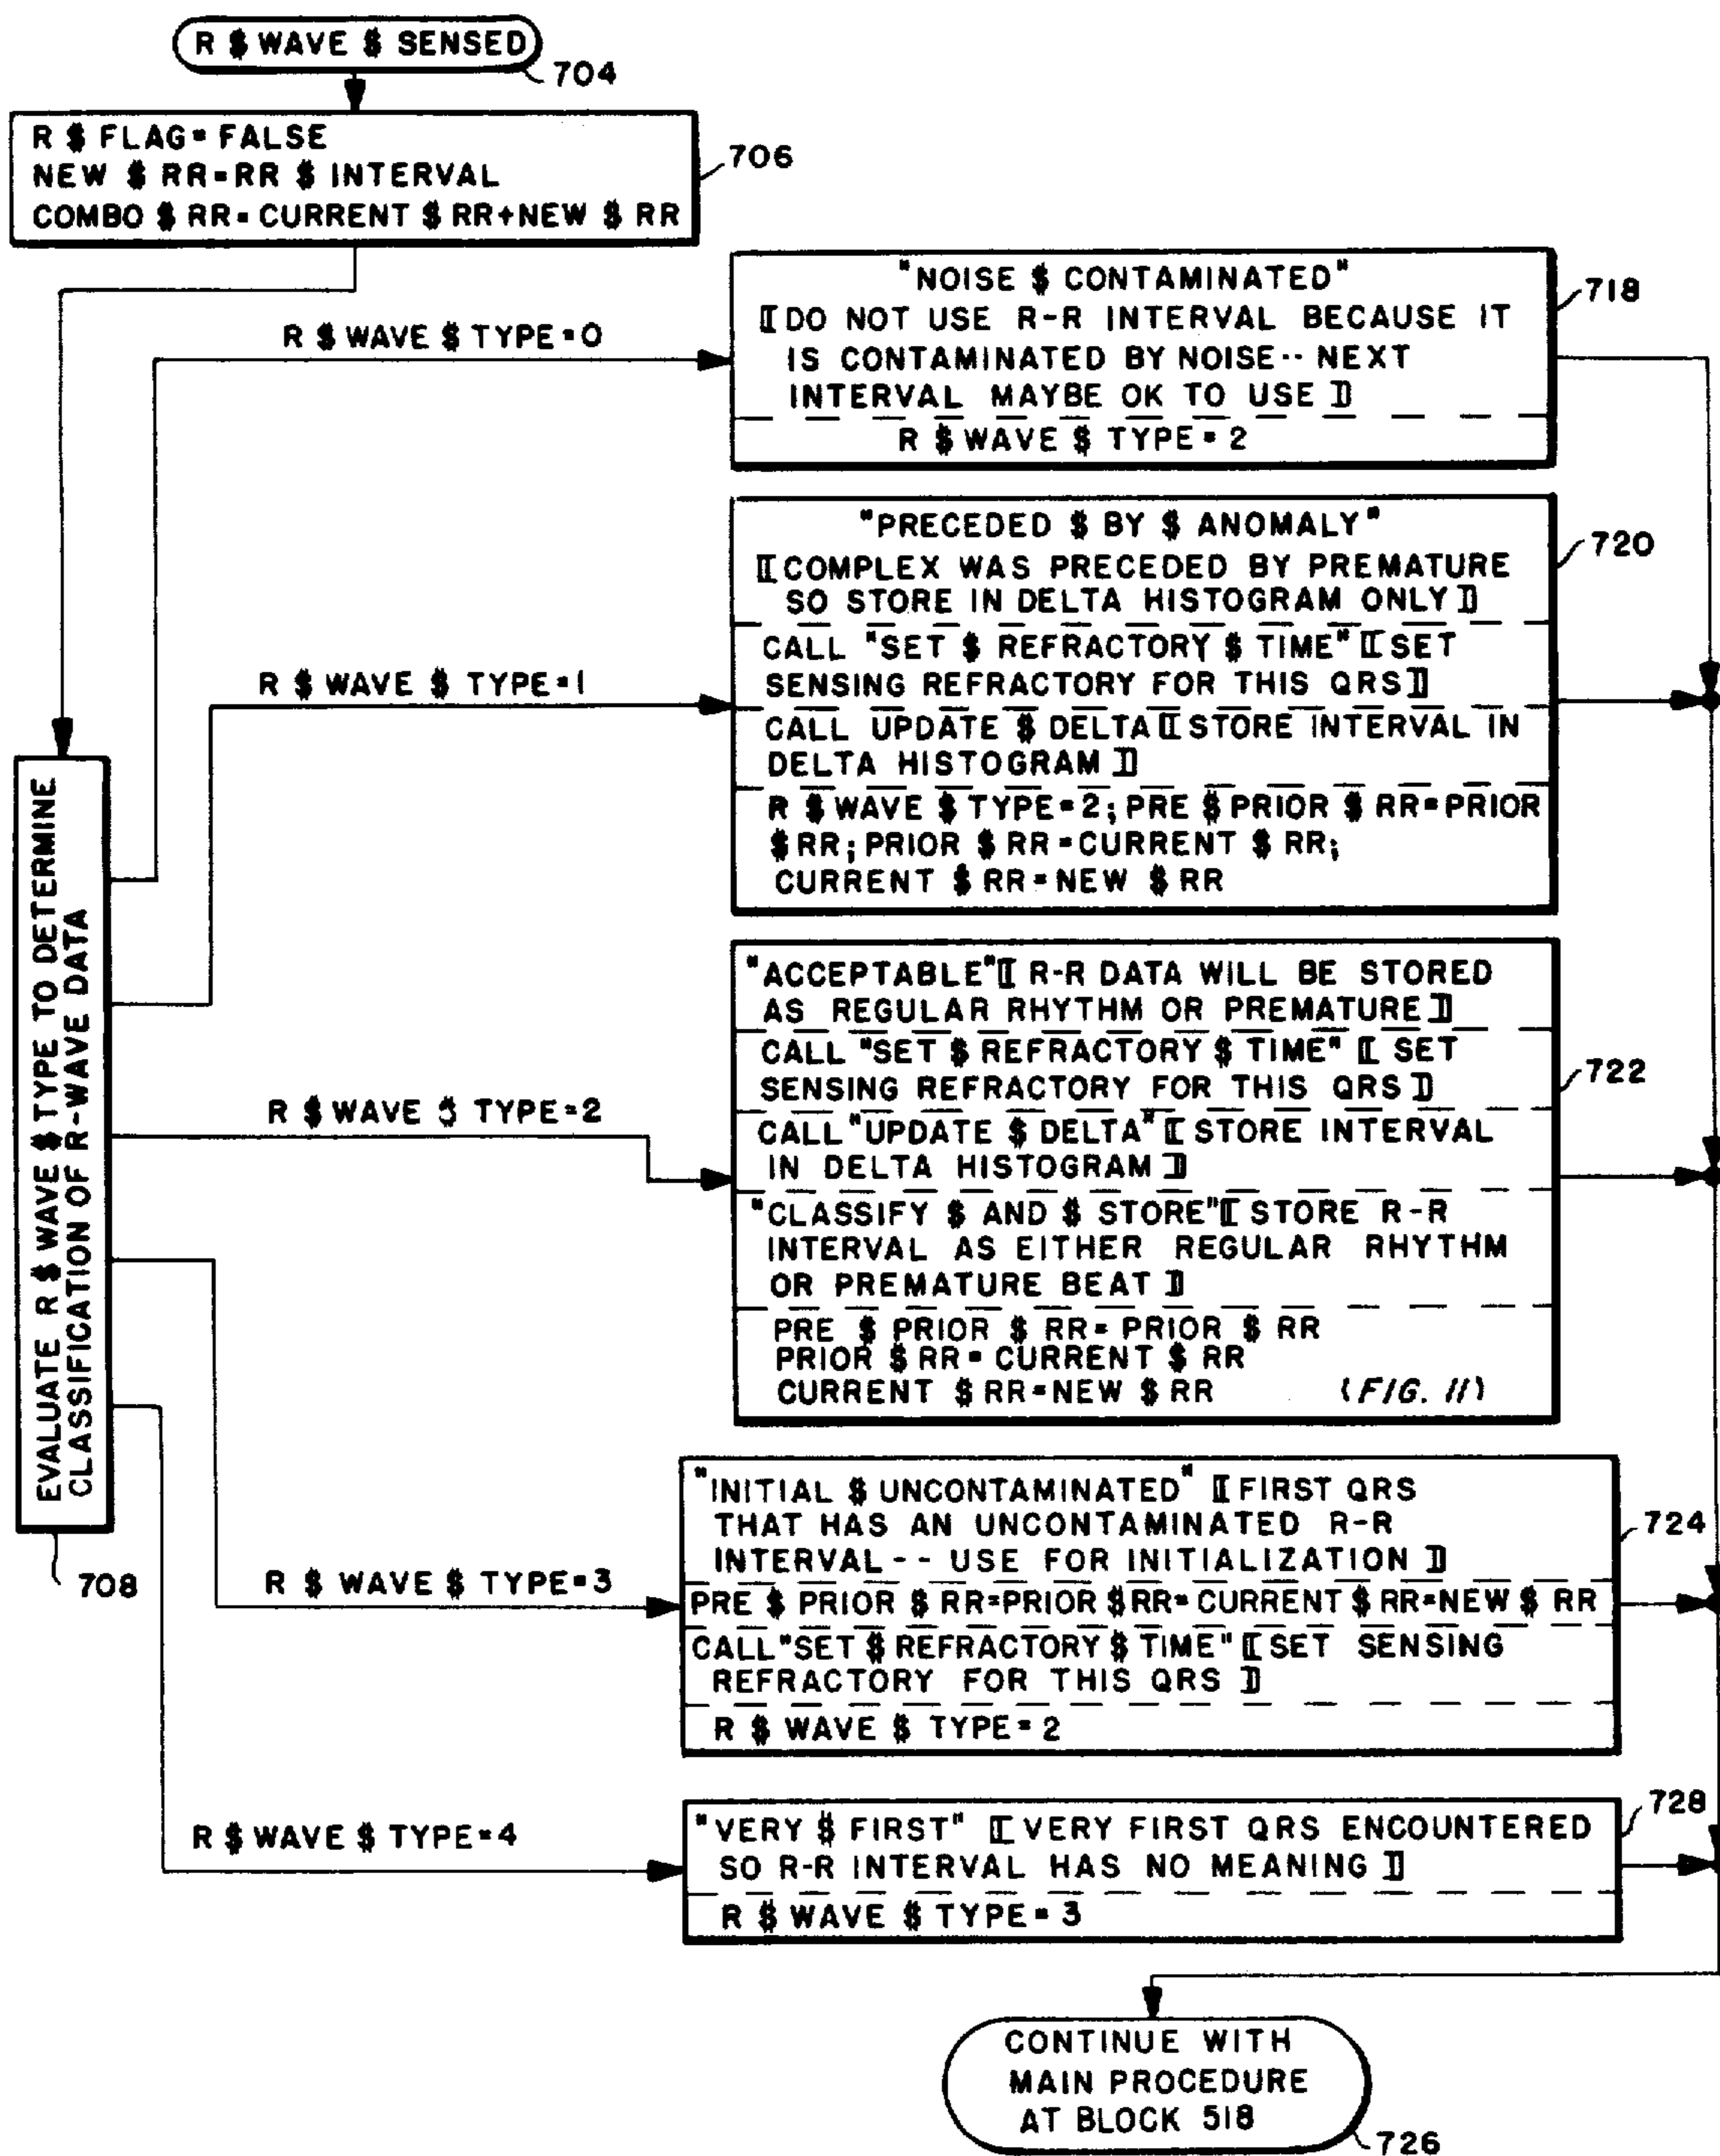 R $ WAVE $ SENSED
704
R $ FLAG = FALSE
NEW $ RR = RR $ INTERVAL
COMBO $ RR = CURRENT $ RR + NEW $ RR
706
R $ WAVE $ TYPE = 0
"NOISE $ CONTAMINATED"
[[ DO NOT USE R-R INTERVAL BECAUSE IT
IS CONTAMINATED BY NOISE -- NEXT
INTERVAL MAYBE OK TO USE ]]
R $ WAVE $ TYPE = 2
718
R $ WAVE $ TYPE = 1
"PRECEDED $ BY $ ANOMALY"
[[ COMPLEX WAS PRECEDED BY PREMATURE
SO STORE IN DELTA HISTOGRAM ONLY ]]
CALL "SET $ REFRACTORY $ TIME" [[ SET
SENSING REFRACTORY FOR THIS QRS ]]
CALL UPDATE $ DELTA [[ STORE INTERVAL IN
DELTA HISTOGRAM ]]
R $ WAVE $ TYPE = 2; PRE $ PRIOR $ RR = PRIOR
$ RR; PRIOR $ RR = CURRENT $ RR;
CURRENT $ RR = NEW $ RR
720
EVALUATE R $ WAVE $ TYPE TO DETERMINE
CLASSIFICATION OF R-WAVE DATA
708
R $ WAVE $ TYPE = 2
"ACCEPTABLE" [[ R-R DATA WILL BE STORED
AS REGULAR RHYTHM OR PREMATURE ]]
CALL "SET $ REFRACTORY $ TIME" [[ SET
SENSING REFRACTORY FOR THIS QRS ]]
CALL "UPDATE $ DELTA" [[ STORE INTERVAL
IN DELTA HISTOGRAM ]]
"CLASSIFY $ AND $ STORE" [[ STORE R-R
INTERVAL AS EITHER REGULAR RHYTHM
OR PREMATURE BEAT ]]
PRE $ PRIOR $ RR = PRIOR $ RR
PRIOR $ RR = CURRENT $ RR
CURRENT $ RR = NEW $ RR (FIG. 11)
722
R $ WAVE $ TYPE = 3
"INITIAL $ UNCONTAMINATED" [[ FIRST QRS
THAT HAS AN UNCONTAMINATED R-R
INTERVAL -- USE FOR INITIALIZATION ]]
PRE $ PRIOR $ RR = PRIOR $ RR = CURRENT $ RR = NEW $ RR
CALL "SET $ REFRACTORY $ TIME" [[ SET SENSING
REFRACTORY FOR THIS QRS ]]
R $ WAVE $ TYPE = 2
724
R $ WAVE $ TYPE = 4
"VERY $ FIRST" [[ VERY FIRST QRS ENCOUNTERED
SO R-R INTERVAL HAS NO MEANING ]]
R $ WAVE $ TYPE = 3
728
CONTINUE WITH
MAIN PROCEDURE
AT BLOCK 518
726